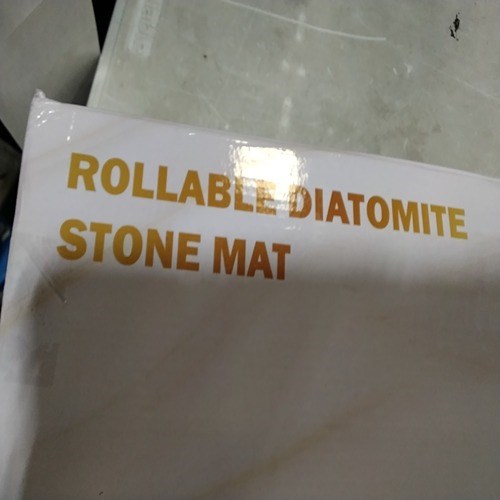 ROLLABLE DIATOMITE
STONE MAT